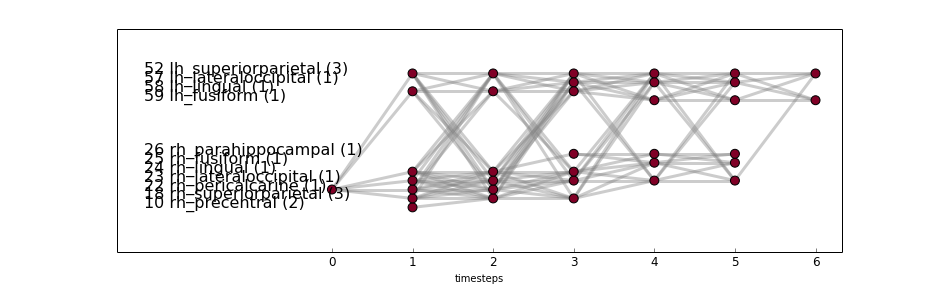 52 lh_superiorparietal (3)
57 lh_lateraloccipital (1)
58 lh_lingual (1)
59 lh_fusiform (1)
26 rh_parahippocampal (1)
25 rh_fusiform (1)
24 rh_lingual (1)
23 rh_lateraloccipital (1)
22 rh_pericalcarine (1)
18 rh_superiorparietal (3)
10 rh_precentral (2)
0 1 2 3 4 5 6
timesteps